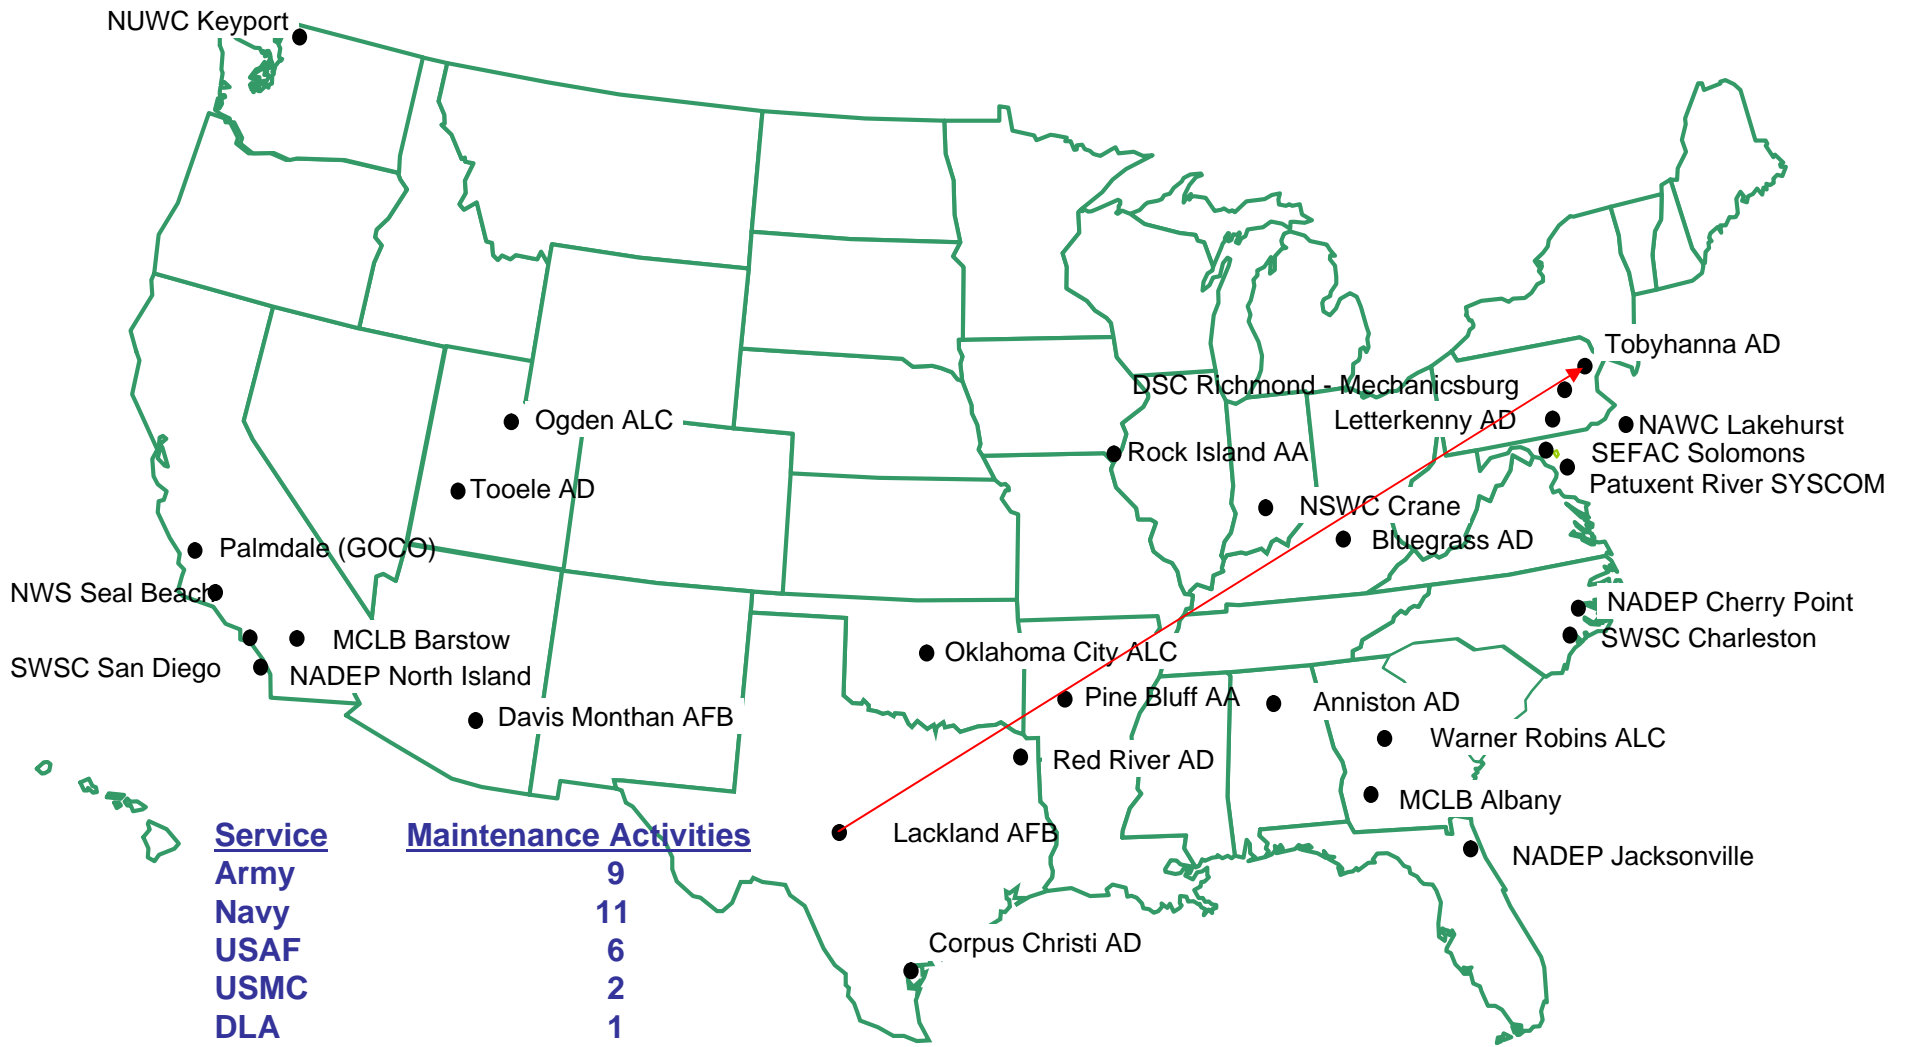 NUWC Keyport
Tobyhanna AD
DSC Richmond - Mechanicsburg
Letterkenny AD
Ogden ALC
NAWC Lakehurst
Rock Island AA
SEFAC Solomons
Patuxent River SYSCOM
Tooele AD
NSWC Crane
Bluegrass AD
Palmdale (GOCO)
NWS Seal Beach
NADEP Cherry Point
SWSC Charleston
MCLB Barstow
Oklahoma City ALC
SWSC San Diego
NADEP North Island
Pine Bluff AA
Anniston AD
Davis Monthan AFB
Warner Robins ALC
Red River AD
MCLB Albany
Lackland AFB
NADEP Jacksonville
Corpus Christi AD
Service Maintenance Activities
Army 9
Navy 11
USAF 6
USMC 2
DLA 1